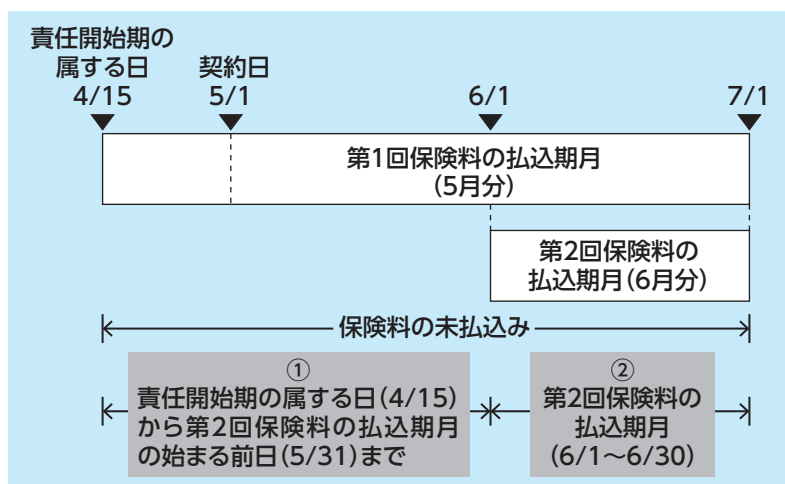 責任開始期の
属する日
4/15
契約日
5/1
6/1
7/1
第1回保険料の払込期月
(5月分)
第2回保険料の
払込期月(6月分)
保険料の未払込み
①
責任開始期の属する日(4/15)
から第2回保険料の払込期月
の始まる前日(5/31)まで
②
第2回保険料の
払込期月
(6/1〜6/30)